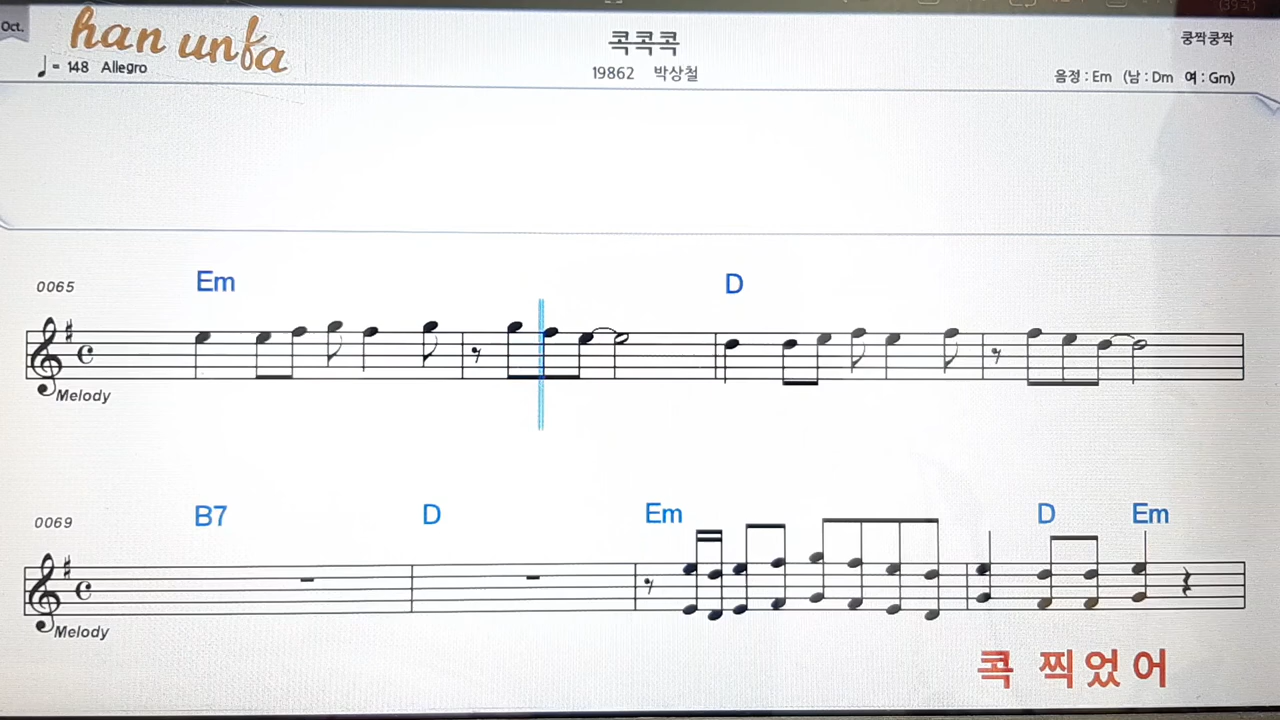 Oct.
han unfa
♩ = 148 Allegro
콕콕콕
19862 박상철
쿵짝쿵짝
음정 : Em (남 : Dm 여 : Gm)
0065
Em D
Melody
0069
B7 D Em D Em
Melody
콕 찍었어